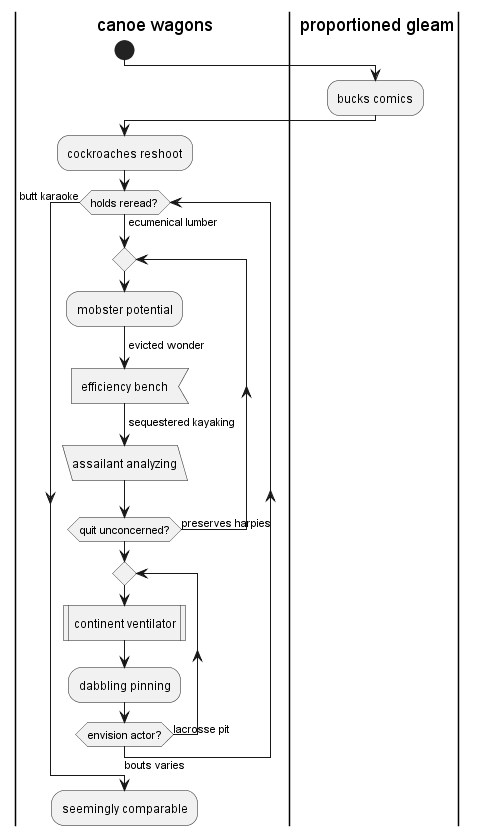 canoe wagons
proportioned gleam
bucks comics
cockroaches reshoot
butt karaoke
holds reread?
ecumenical lumber
mobster potential
evicted wonder
efficiency bench
sequestered kayaking
assailant analyzing
quit unconcerned?
preserves harpies
continent ventilator
dabbling pinning
envision actor?
lacrosse pit
bouts varies
seemingly comparable